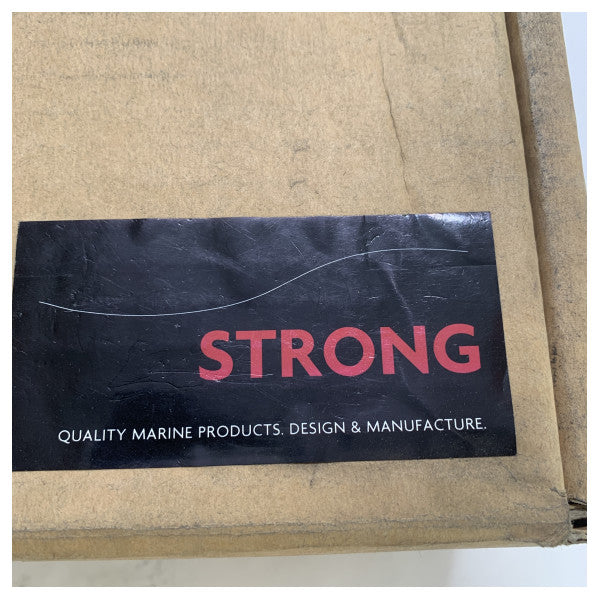 STRONG
QUALITY MARINE PRODUCTS. DESIGN & MANUFACTURE.